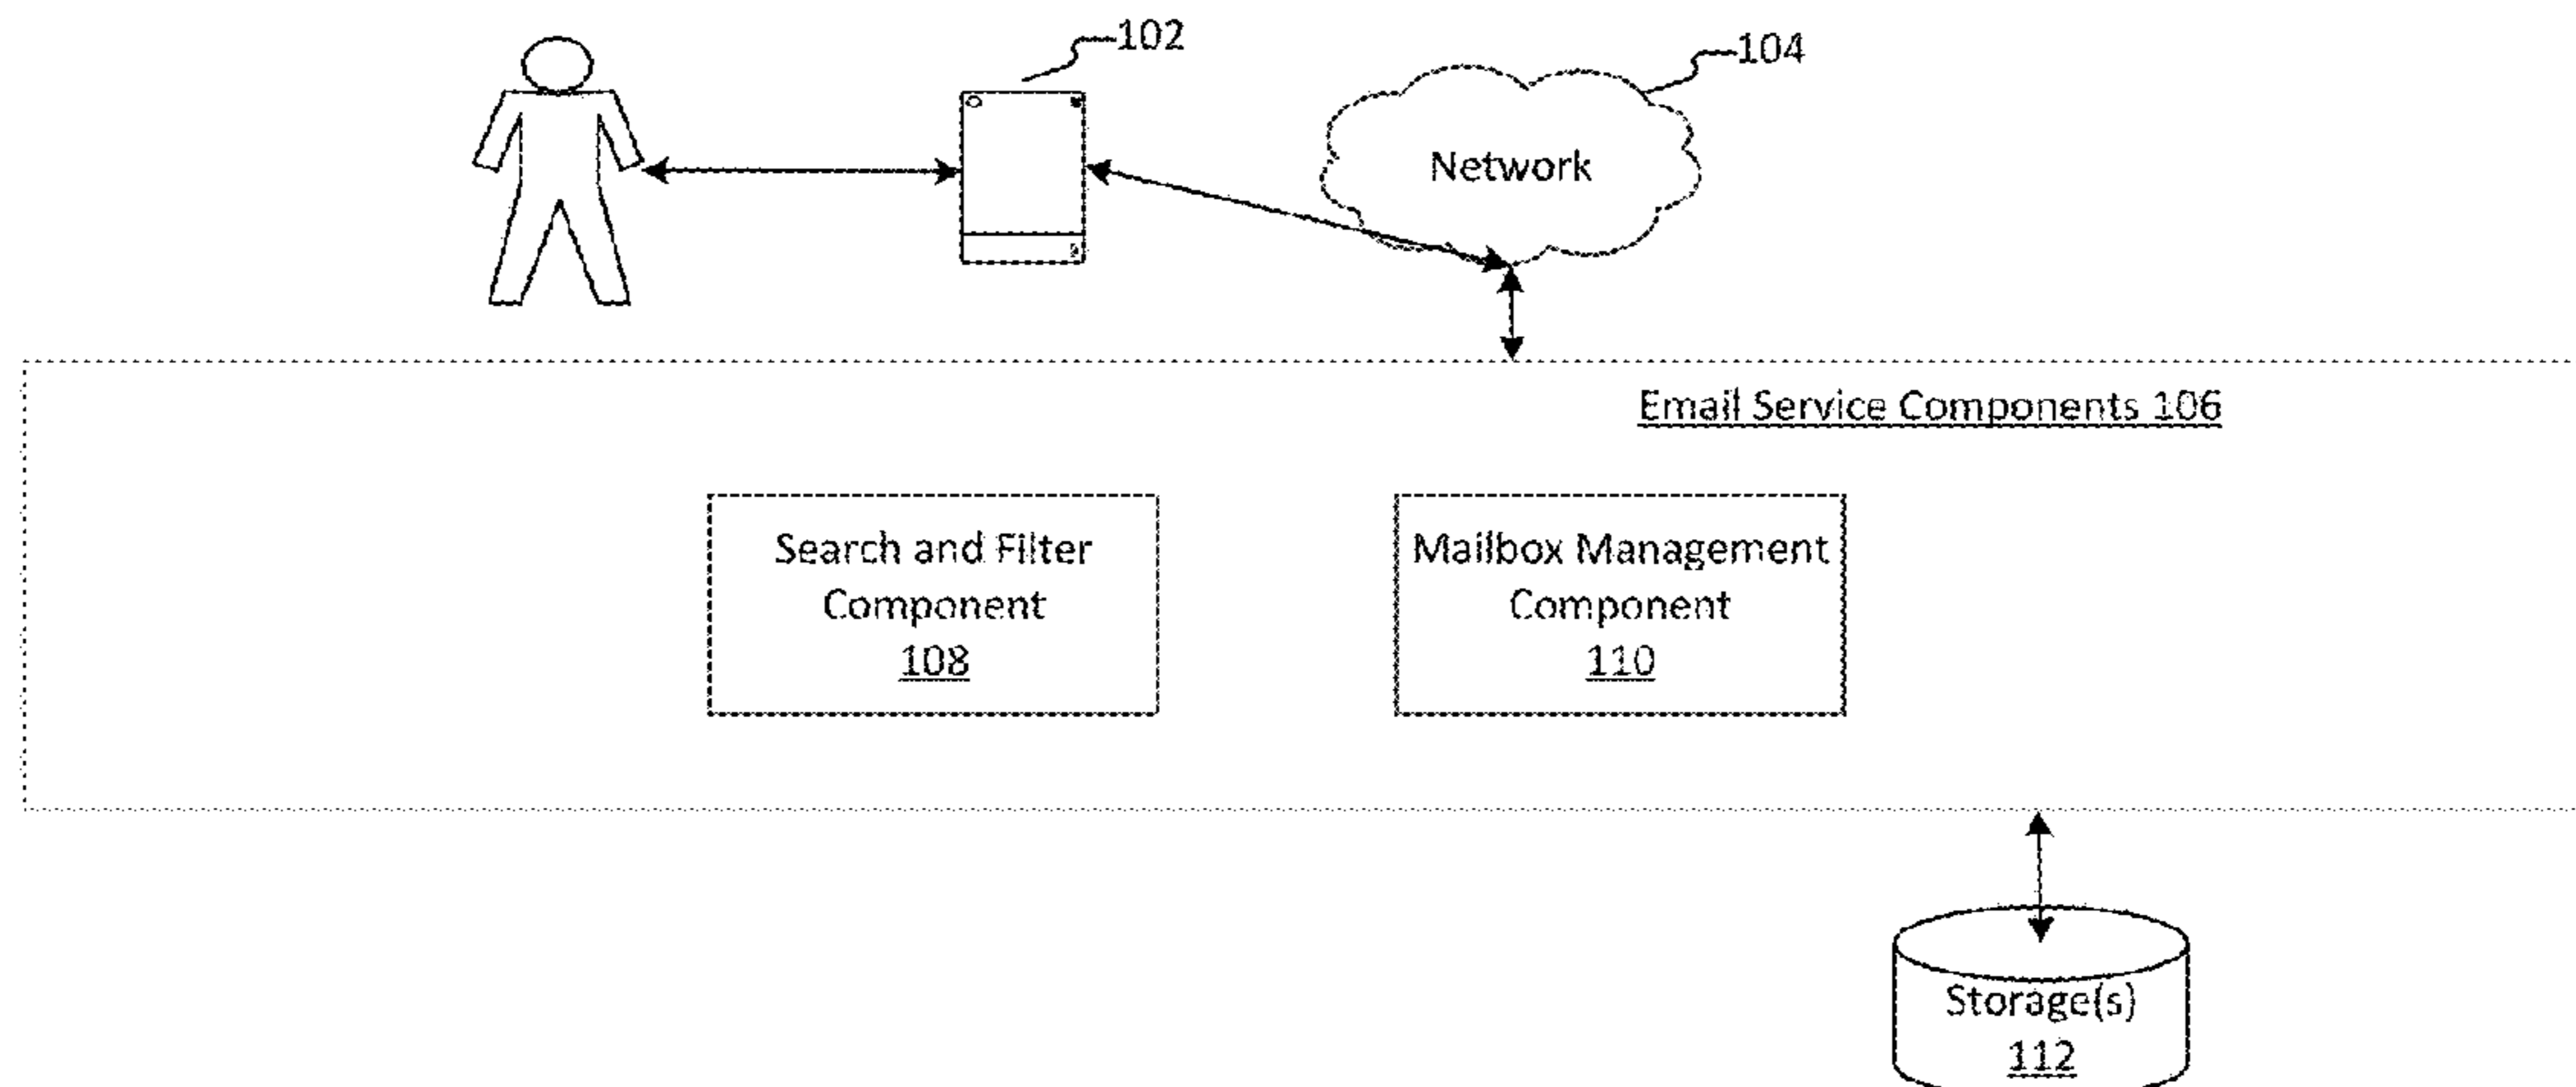 102
104
Network
Email Service Components 106
Search and Filter
Component
108
Mailbox Management
Component
110
Storage(s)
112